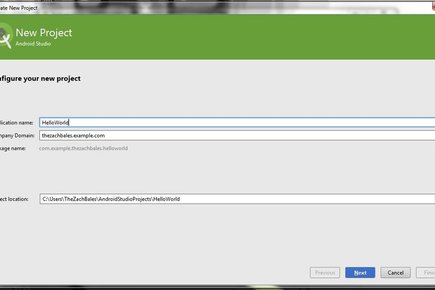 ate New Project
New Project
Android Studio
nfigure your new project
plication name: HelloWorld
mpany Domain: thezachbales.example.com
kage name: com.example.thezachbales.helloworld
ject location: C:\Users\TheZachBales\AndroidStudioProjects\HelloWorld
Previous Next Cancel Finis